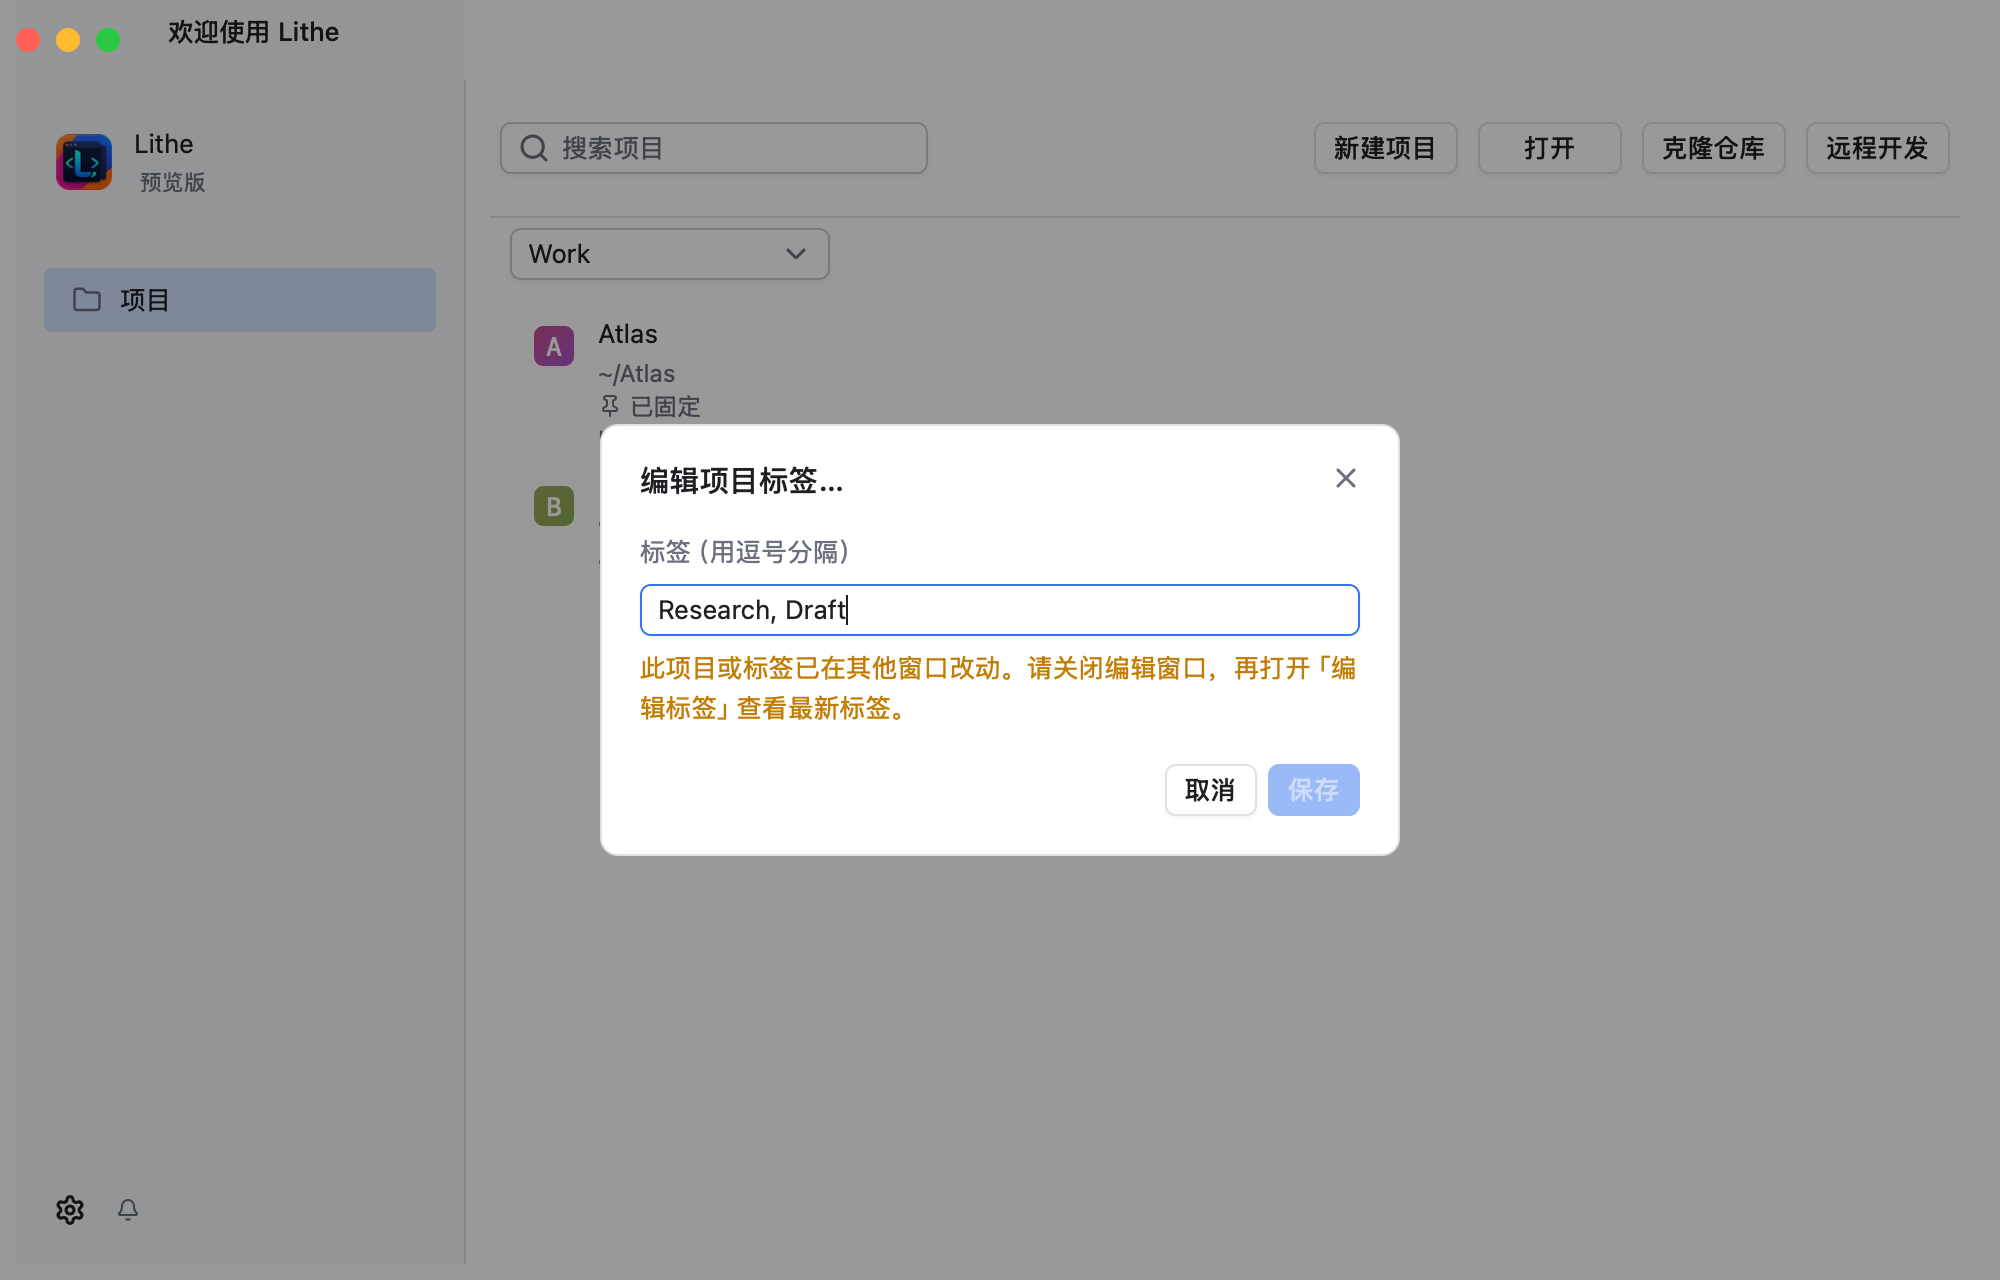 欢迎使用 Lithe
Lithe
预览版
项目
搜索项目
新建项目
打开
克隆仓库
远程开发
Work
A
Atlas
~/Atlas
已固定
B
编辑项目标签...
标签（用逗号分隔）
Research, Draft
此项目或标签已在其他窗口改动。请关闭编辑窗口，再打开「编
辑标签」查看最新标签。
取消
保存